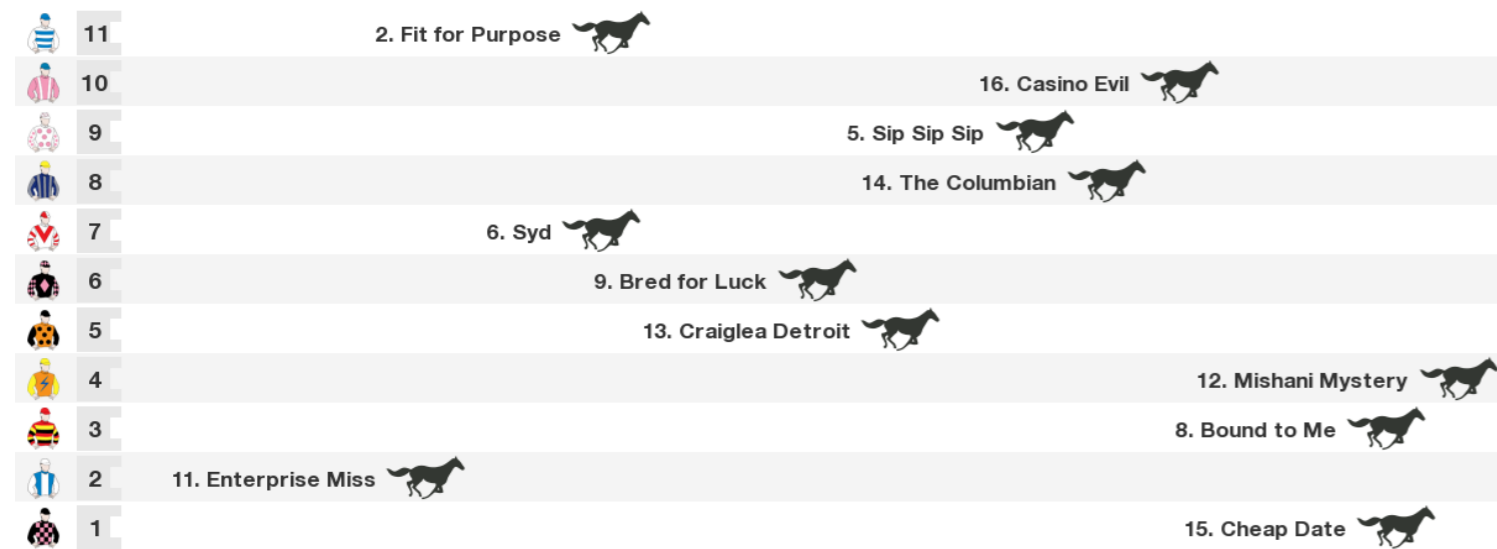 11 2. Fit for Purpose
10 16. Casino Evil
9 5. Sip Sip Sip
8 14. The Columbian
7 6. Syd
6 9. Bred for Luck
5 13. Craiglea Detroit
4 12. Mishani Mystery
3 8. Bound to Me
2 11. Enterprise Miss
1 15. Cheap Date